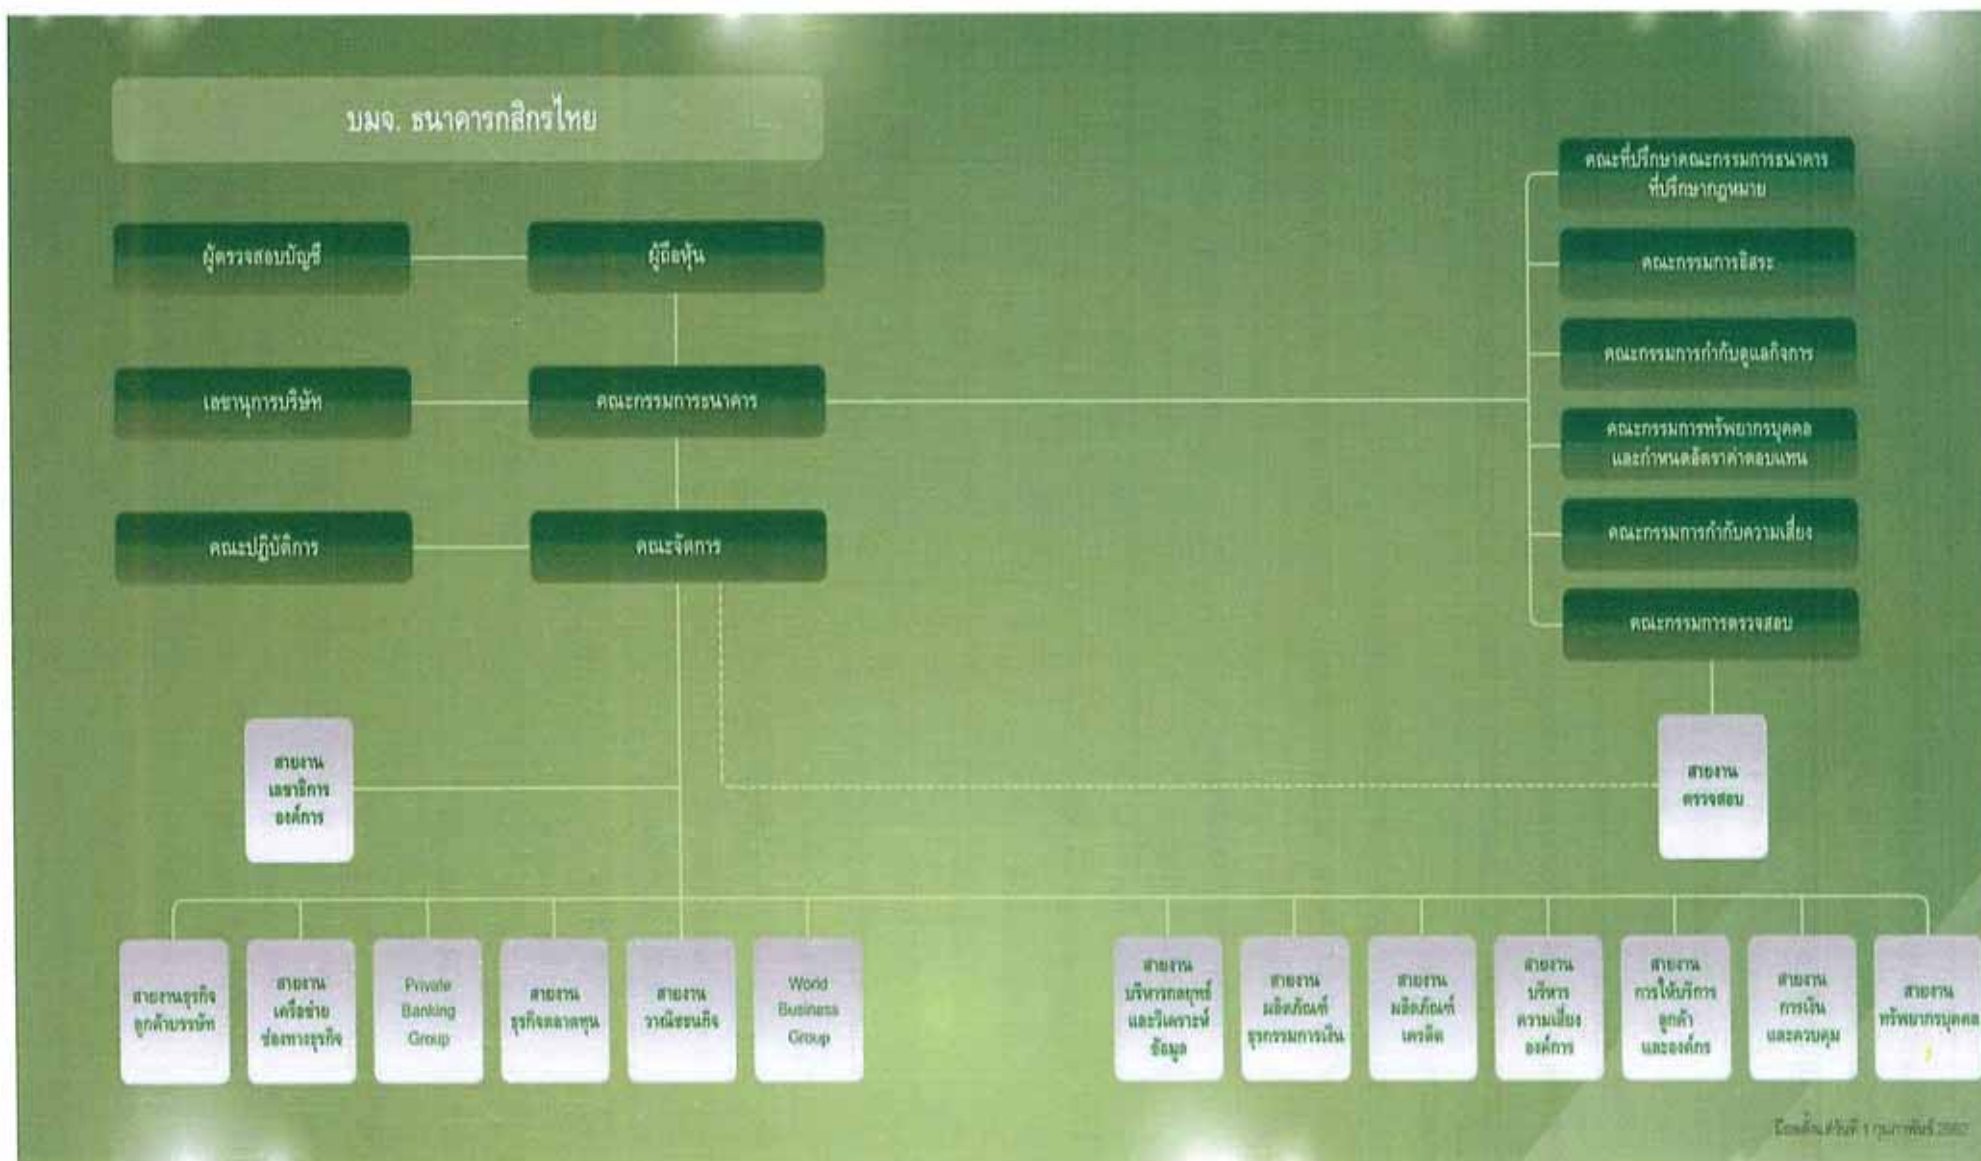 บมจ. ธนาคารกสิกรไทย
ผู้ตรวจสอบบัญชี
ผู้ถือหุ้น
เลขานุการบริษัท
คณะกรรมการธนาคาร
คณะปฏิบัติการ
คณะจัดการ
คณะที่ปรึกษาคณะกรรมการธนาคาร
ที่ปรึกษากฎหมาย
คณะกรรมการอิสระ
คณะกรรมการกำกับดูแลกิจการ
คณะกรรมการทรัพยากรบุคคล
และกำหนดอัตราค่าตอบแทน
คณะกรรมการกำกับความเสี่ยง
คณะกรรมการตรวจสอบ
สายงาน
เลขาธิการ
องค์การ
สายงาน
ตรวจสอบ
สายงานธุรกิจ
ลูกค้าบรรษัท
สายงาน
เครือข่าย
ช่องทางธุรกิจ
Private
Banking
Group
สายงาน
ธุรกิจตลาดทุน
สายงาน
วาณิชธนกิจ
World
Business
Group
สายงาน
บริหารกลยุทธ์
และวิเคราะห์
ข้อมูล
สายงาน
ผลิตภัณฑ์
ธุรกรรมการเงิน
สายงาน
ผลิตภัณฑ์
เครดิต
สายงาน
บริหาร
ความเสี่ยง
องค์การ
สายงาน
การให้บริการ
ลูกค้า
และองค์กร
สายงาน
การเงิน
และควบคุม
สายงาน
ทรัพยากรบุคคล
มีผลตั้งแต่วันที่ 1 กุมภาพันธ์ 2562